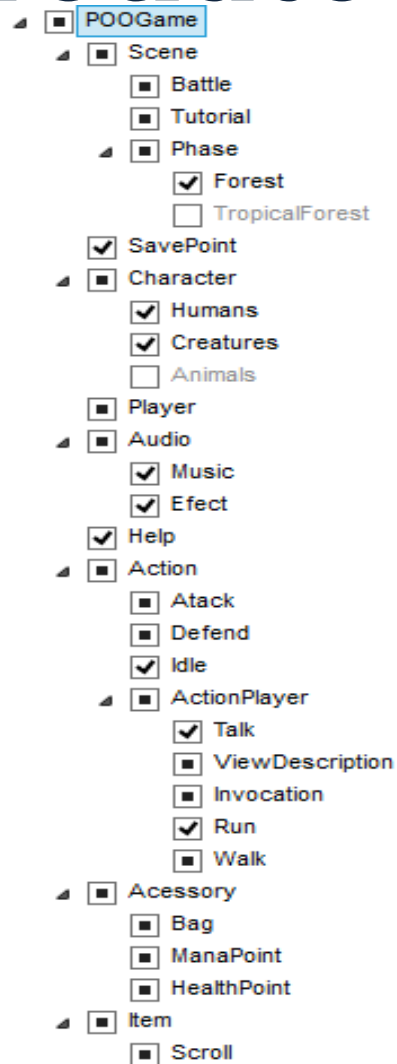 POOGame
Scene
Battle
Tutorial
Phase
Forest
TropicalForest
SavePoint
Character
Humans
Creatures
Animals
Player
Audio
Music
Efect
Help
Action
Atack
Defend
Idle
ActionPlayer
Talk
ViewDescription
Invocation
Run
Walk
Acessory
Bag
ManaPoint
HealthPoint
Item
Scroll